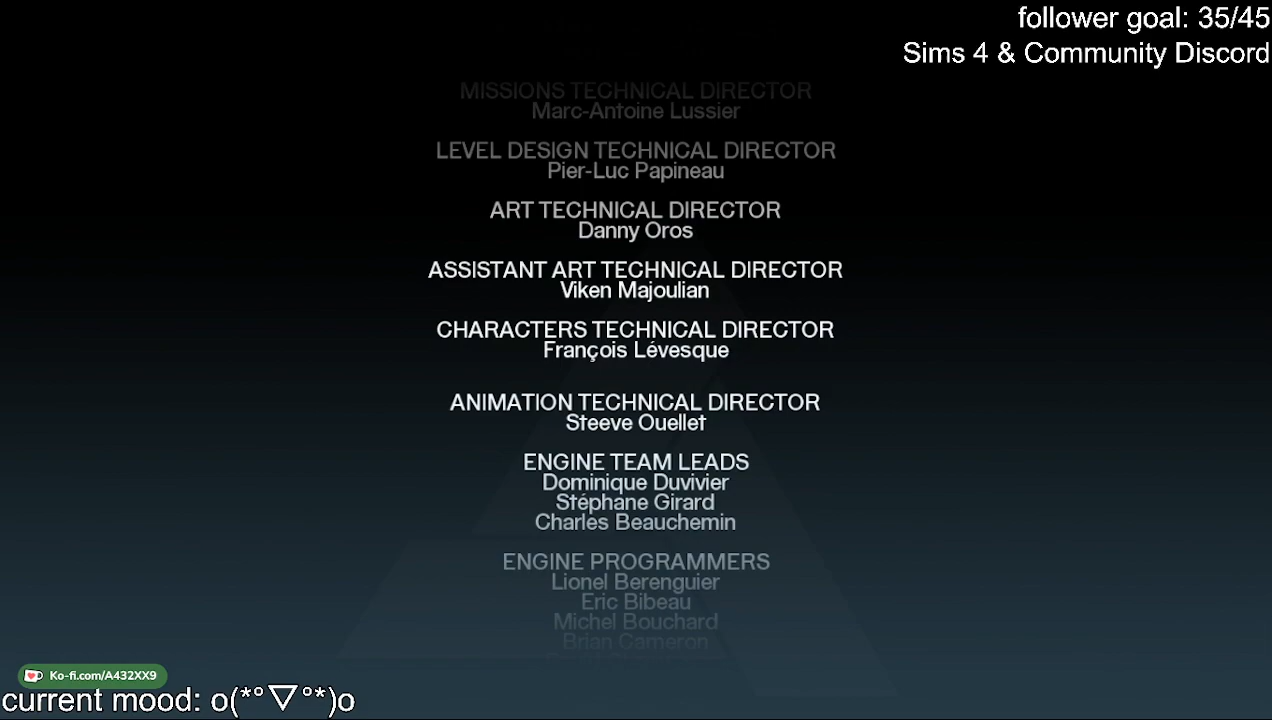 follower goal: 35/45
Sims 4 & Community Discord
MISSIONS TECHNICAL DIRECTOR
Marc-Antoine Lussier
LEVEL DESIGN TECHNICAL DIRECTOR
Pier-Luc Papineau
ART TECHNICAL DIRECTOR
Danny Oros
ASSISTANT ART TECHNICAL DIRECTOR
Viken Majoulian
CHARACTERS TECHNICAL DIRECTOR
François Lévesque
ANIMATION TECHNICAL DIRECTOR
Steeve Ouellet
ENGINE TEAM LEADS
Dominique Duvivier
Stéphane Girard
Charles Beauchemin
ENGINE PROGRAMMERS
Lionel Berenguier
Eric Bibeau
Michel Bouchard
Brian Cameron
Ko-fi.com/A432XX9
current mood: o(*°▽°*)o